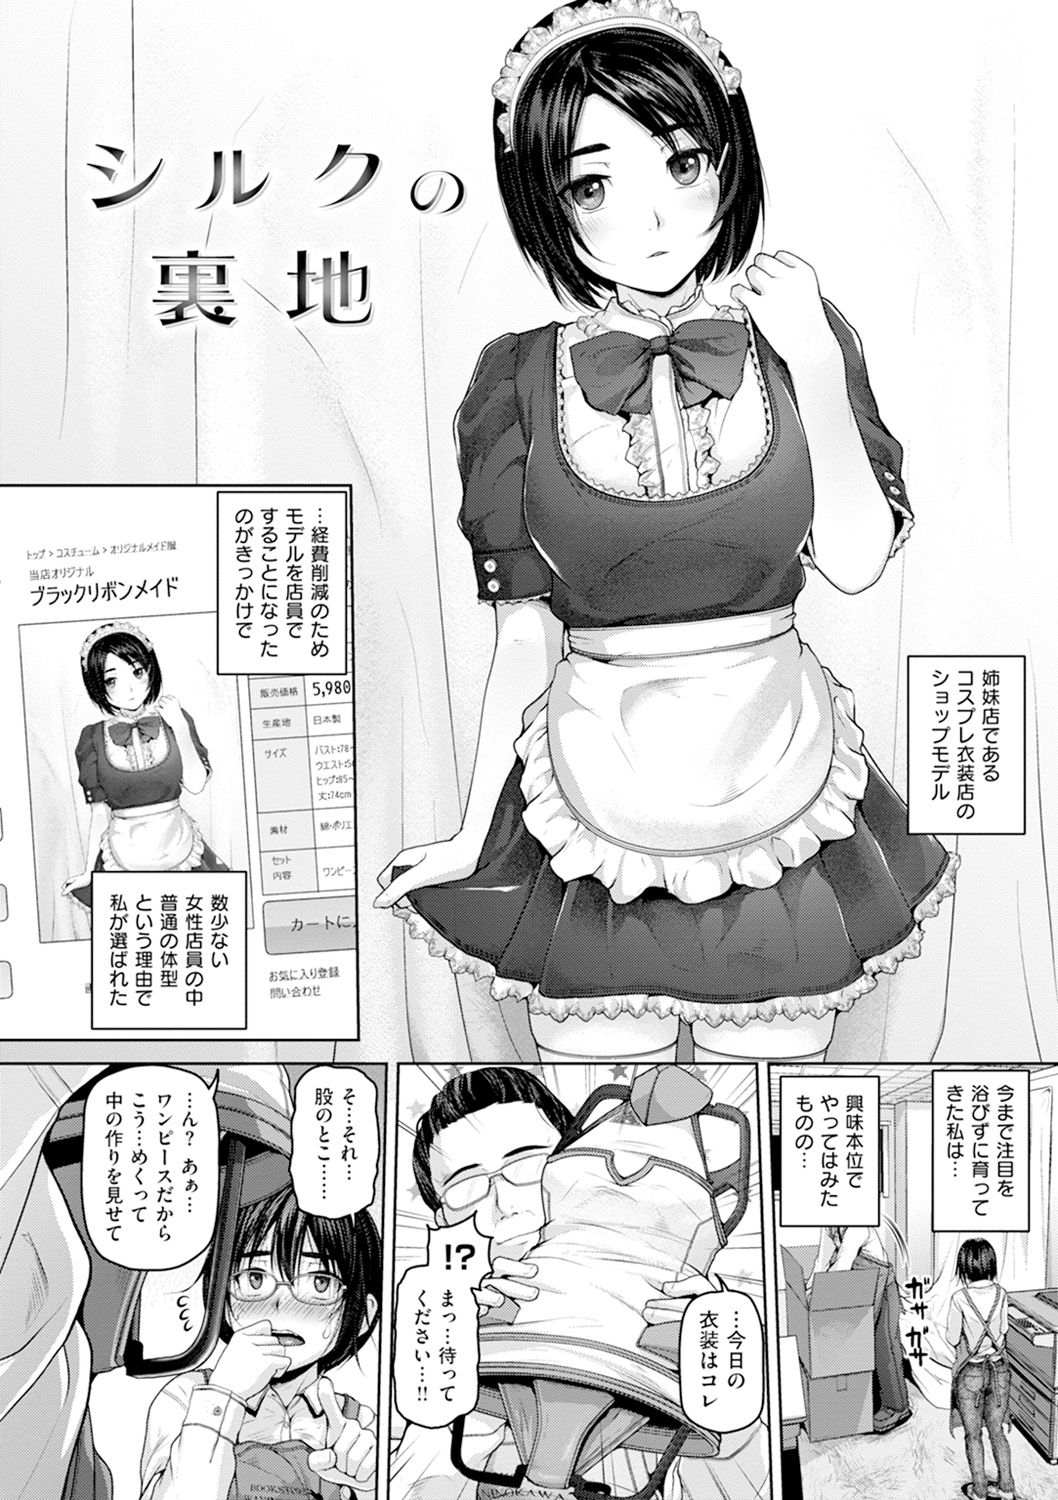 シルクの
裏地
姉妹店である
コスプレ衣装店の
ショップモデル
…経費削減のため
モデルを店員で
することになった
のがきっかけで
トップ > コスチューム > オリジナルメイド服
当店オリジナル
ブラックリボンメイド
販売価格
5,980
生産地
日本製
サイズ
バスト:78~
ウエスト:56
ヒップ:85~
丈:74cm
素材
綿・ポリエ
セット
内容
ワンピー
カートに
お気に入り登録
問い合わせ
数少ない
女性店員の中
普通の体型
という理由で
私が選ばれた
今まで注目を
浴びずに育って
きた私は…
興味本位で
やってはみた
ものの…
ガサ
ガサ
…今日の
衣装はコレ
!?
まっ…待って
ください…!!
そ…それ…
股のとこ……
…ん?あぁ…
ワンピースだから
こう…めくって
中の作りを見せて
NINOKAWA